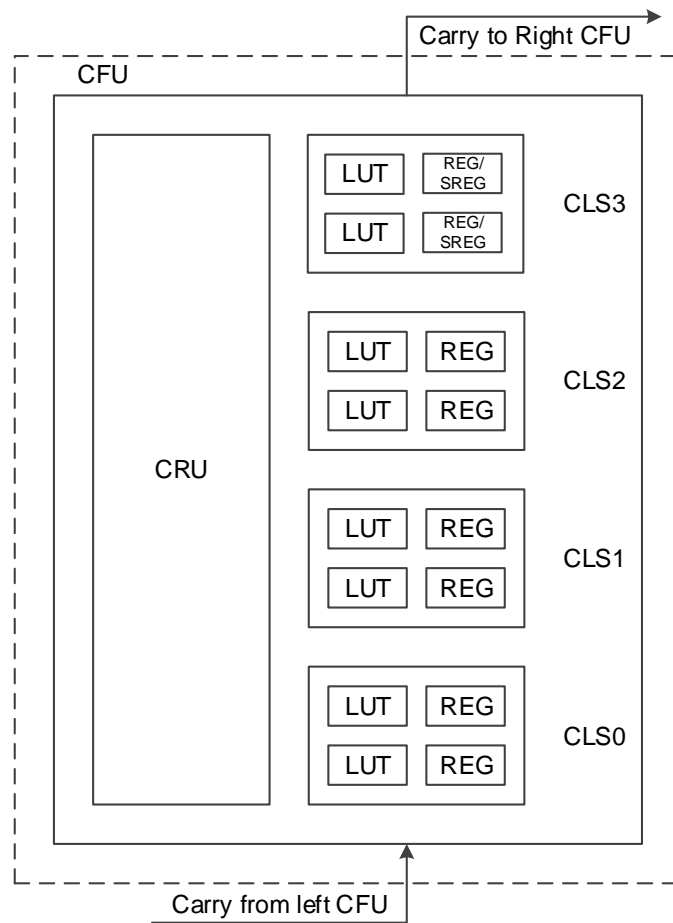 Carry to Right CFU
CFU
LUT
REG/
SREG
CLS3
LUT
REG/
SREG
LUT
REG
CLS2
LUT
REG
CRU
LUT
REG
CLS1
LUT
REG
LUT
REG
CLS0
LUT
REG
Carry from left CFU